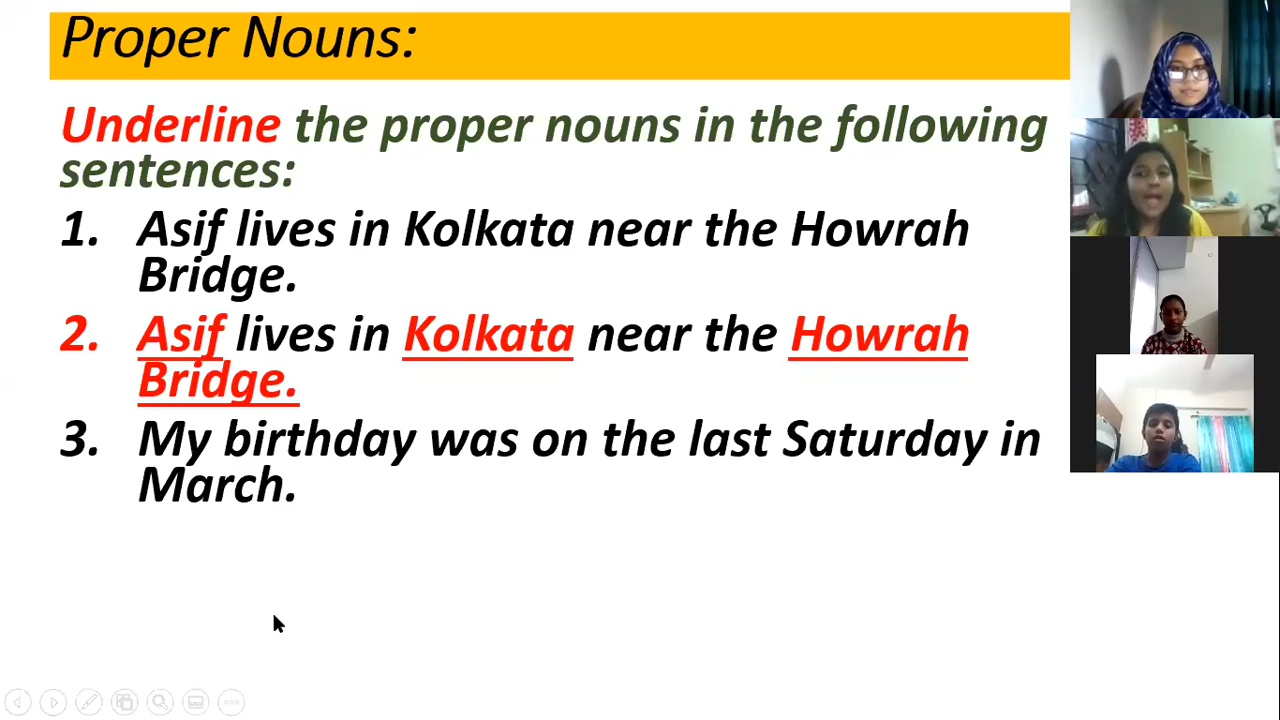 Proper Nouns:
Underline the proper nouns in the following
sentences:
1. Asif lives in Kolkata near the Howrah
Bridge.
2. Asif lives in Kolkata near the Howrah
Bridge.
3. My birthday was on the last Saturday in
March.